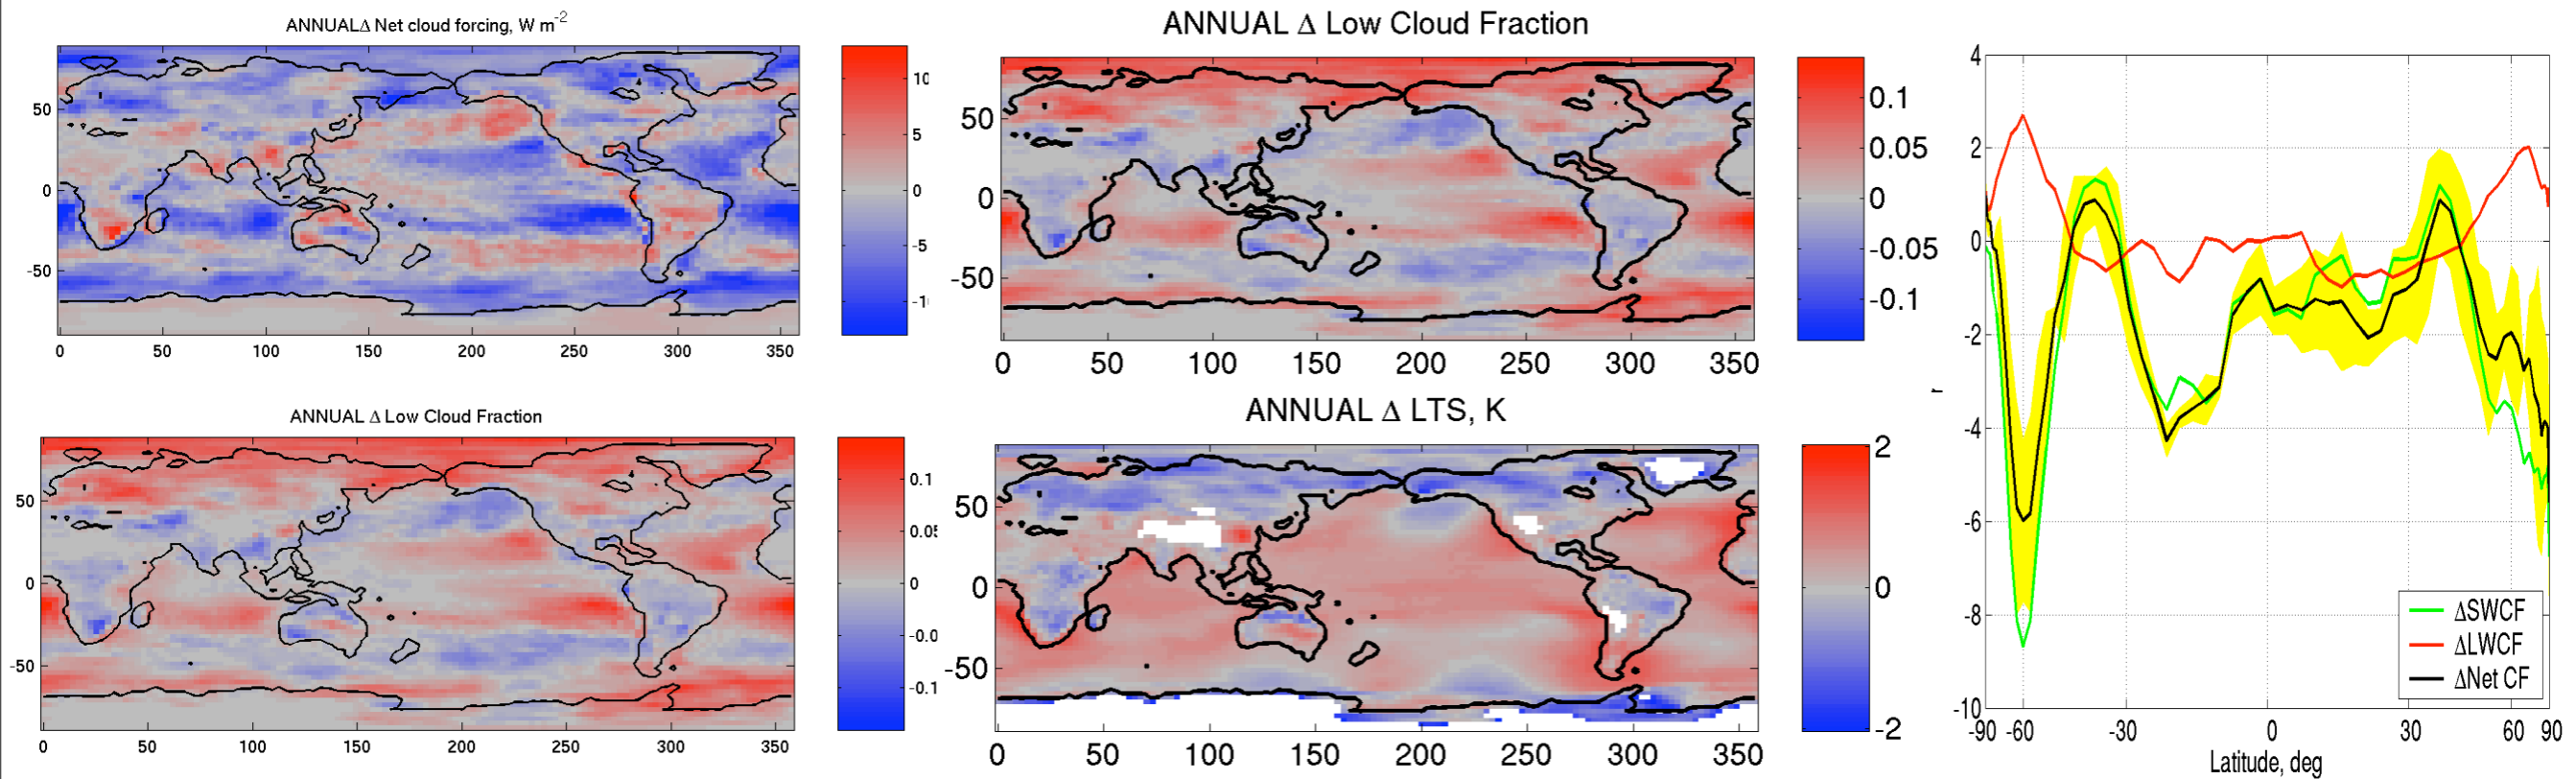 ANNUALΔ Net cloud forcing, W m-2
50
0
-50
0 50 100 150 200 250 300 350
10
5
0
-5
-1
ANNUAL Δ Low Cloud Fraction
50
0
-50
0 50 100 150 200 250 300 350
0.1
0.05
0
-0.05
-0.1
ANNUAL Δ Low Cloud Fraction
50
0
-50
0 50 100 150 200 250 300 350
0.1
0.05
0
-0.0
-0.1
ANNUAL Δ LTS, K
50
0
-50
0 50 100 150 200 250 300 350
2
0
-2
4
2
0
-2
-4
-6
-8
-10
-90 -60 -30 0 30 60 90
Latitude, deg
ΔSWCF
ΔLWCF
ΔNet CF